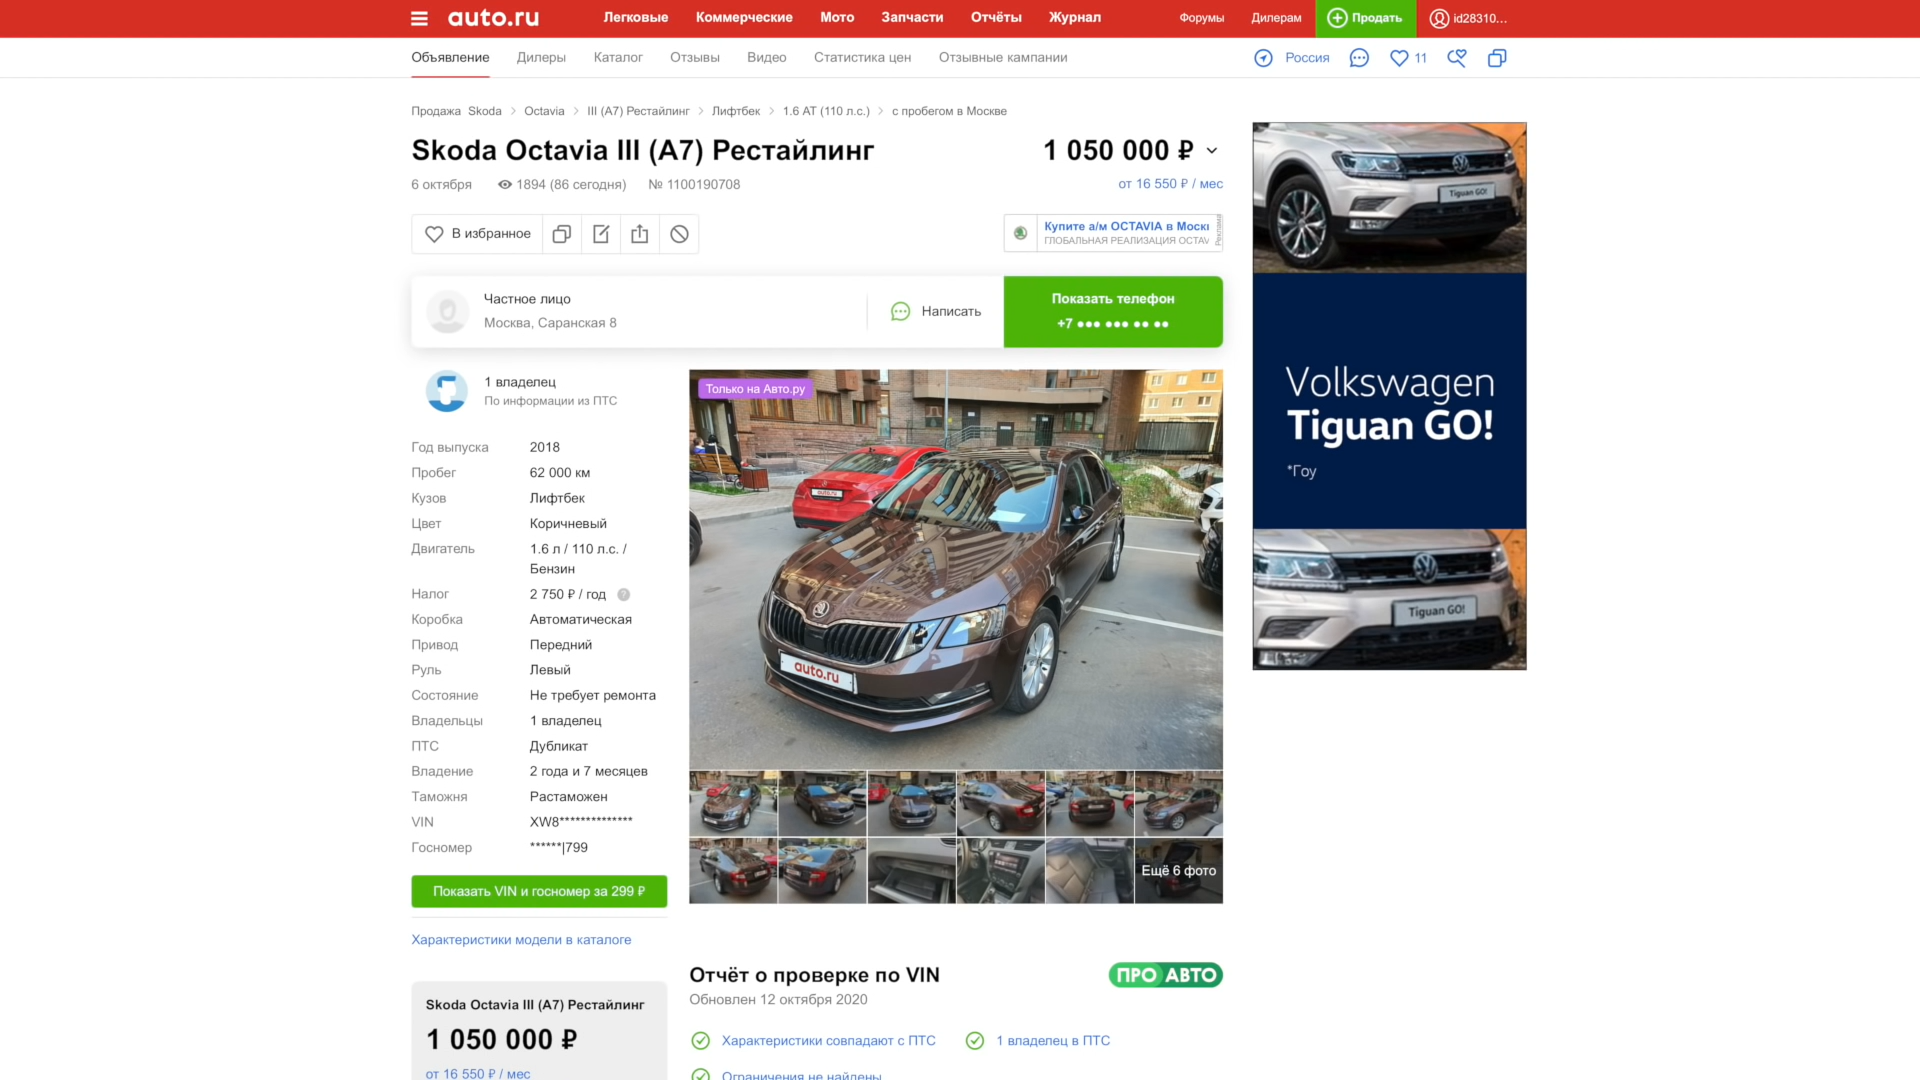 auto.ru
Легковые Коммерческие Мото Запчасти Отчёты Журнал
Форумы Дилерам Продать id28310...
Объявление Дилеры Каталог Отзывы Видео Статистика цен Отзывные кампании
Россия 11
Продажа Skoda Octavia III (A7) Рестайлинг Лифтбек 1.6 AT (110 л.с.) с пробегом в Москве
Skoda Octavia III (A7) Рестайлинг
1 050 000 ₽
6 октября 1894 (86 сегодня) № 1100190708
от 16 550 ₽ / мес
В избранное
Купите а/м OCTAVIA в Моск
ГЛОБАЛЬНАЯ РЕАЛИЗАЦИЯ OCTAV
Реклама
Частное лицо
Москва, Саранская 8
Написать
Показать телефон
+7 ●●● ●●● ●● ●●
1 владелец
По информации из ПТС
Год выпуска 2018
Пробег 62 000 км
Кузов Лифтбек
Цвет Коричневый
Двигатель 1.6 л / 110 л.с. /
Бензин
Налог 2 750 ₽ / год ?
Коробка Автоматическая
Привод Передний
Руль Левый
Состояние Не требует ремонта
Владельцы 1 владелец
ПТС Дубликат
Владение 2 года и 7 месяцев
Таможня Растаможен
VIN XW8**************
Госномер ******|799
Показать VIN и госномер за 299 ₽
Характеристики модели в каталоге
Skoda Octavia III (A7) Рестайлинг
1 050 000 ₽
от 16 550 ₽ / мес
Только на Авто.ру
auto.ru
auto.ru
Ещё 6 фото
Отчёт о проверке по VIN
ПРО АВТО
Обновлен 12 октября 2020
Характеристики совпадают с ПТС
1 владелец в ПТС
Ограничения не найдены
Tiguan GO!
Volkswagen
Tiguan GO!
*Гоу
Tiguan GO!